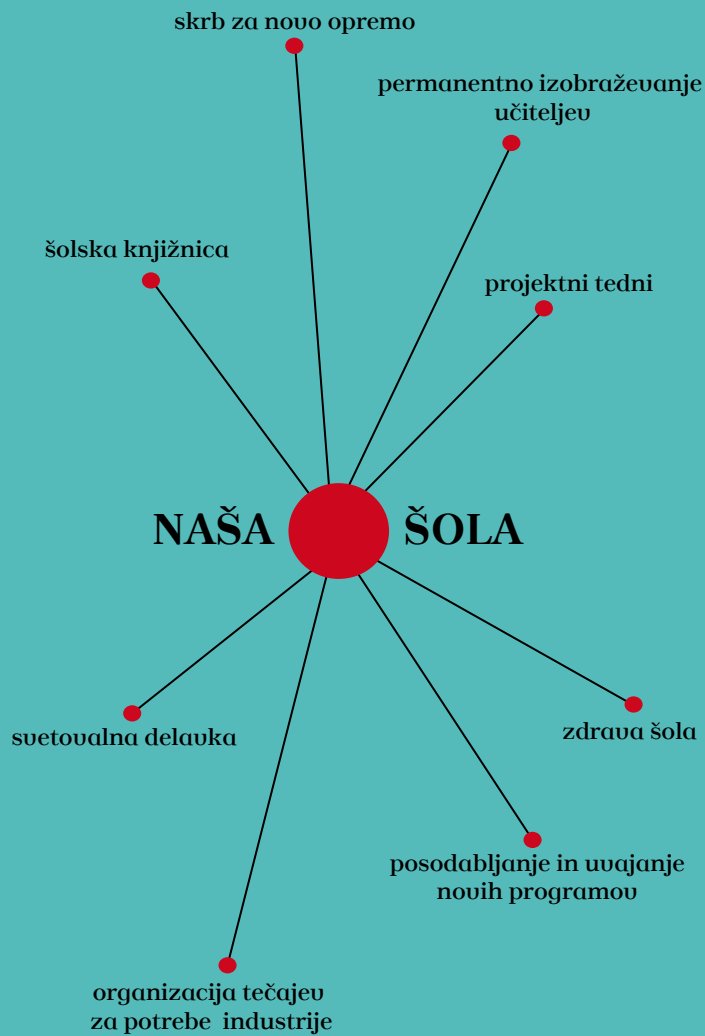 skrb za novo opremo
permanentno izobraževanje
učiteljev
šolska knjižnica
projektni tedni
NAŠA ŠOLA
svetovalna delavka
zdrava šola
posodabljanje in uvajanje
novih programov
organizacija tečajev
za potrebe industrije